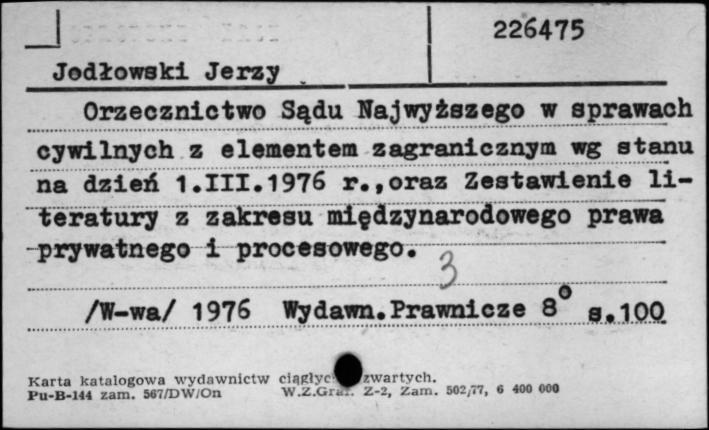 226475
Jodłowski Jerzy
Orzecznictwo Sądu Najwyższego w sprawach
cywilnych z elementem zagranicznym wg stanu
na dzień 1.III.1976 r.,oraz Zestawienie li-
teratury z zakresu międzynarodowego prawa
prywatnego i procesowego.
3
/W-wa/ 1976 Wydawn.Prawnicze 8° s.100
Karta katalogowa wydawnictw ciągłyc zwartych.
Pu-B-144 zam. 567/DW/On W.Z.Graf. Z-2, Zam. 502/77, 6 400 000